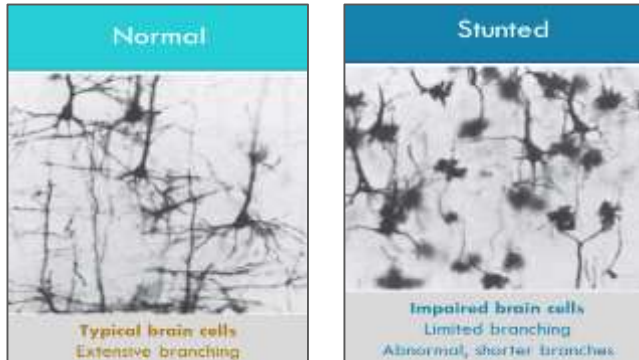 Normal
Typical brain cells
Extensive branching
Stunted
Impaired brain cells
Limited branching
Abnormal, shorter branches